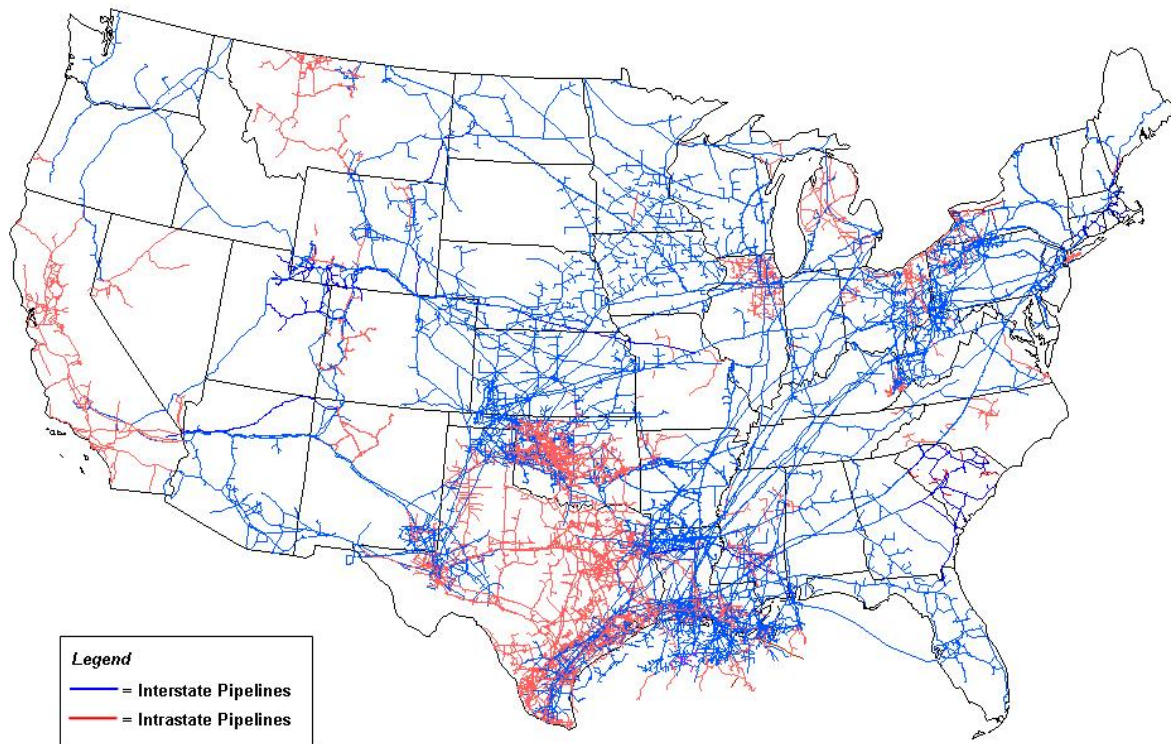 Legend
= Interstate Pipelines
= Intrastate Pipelines